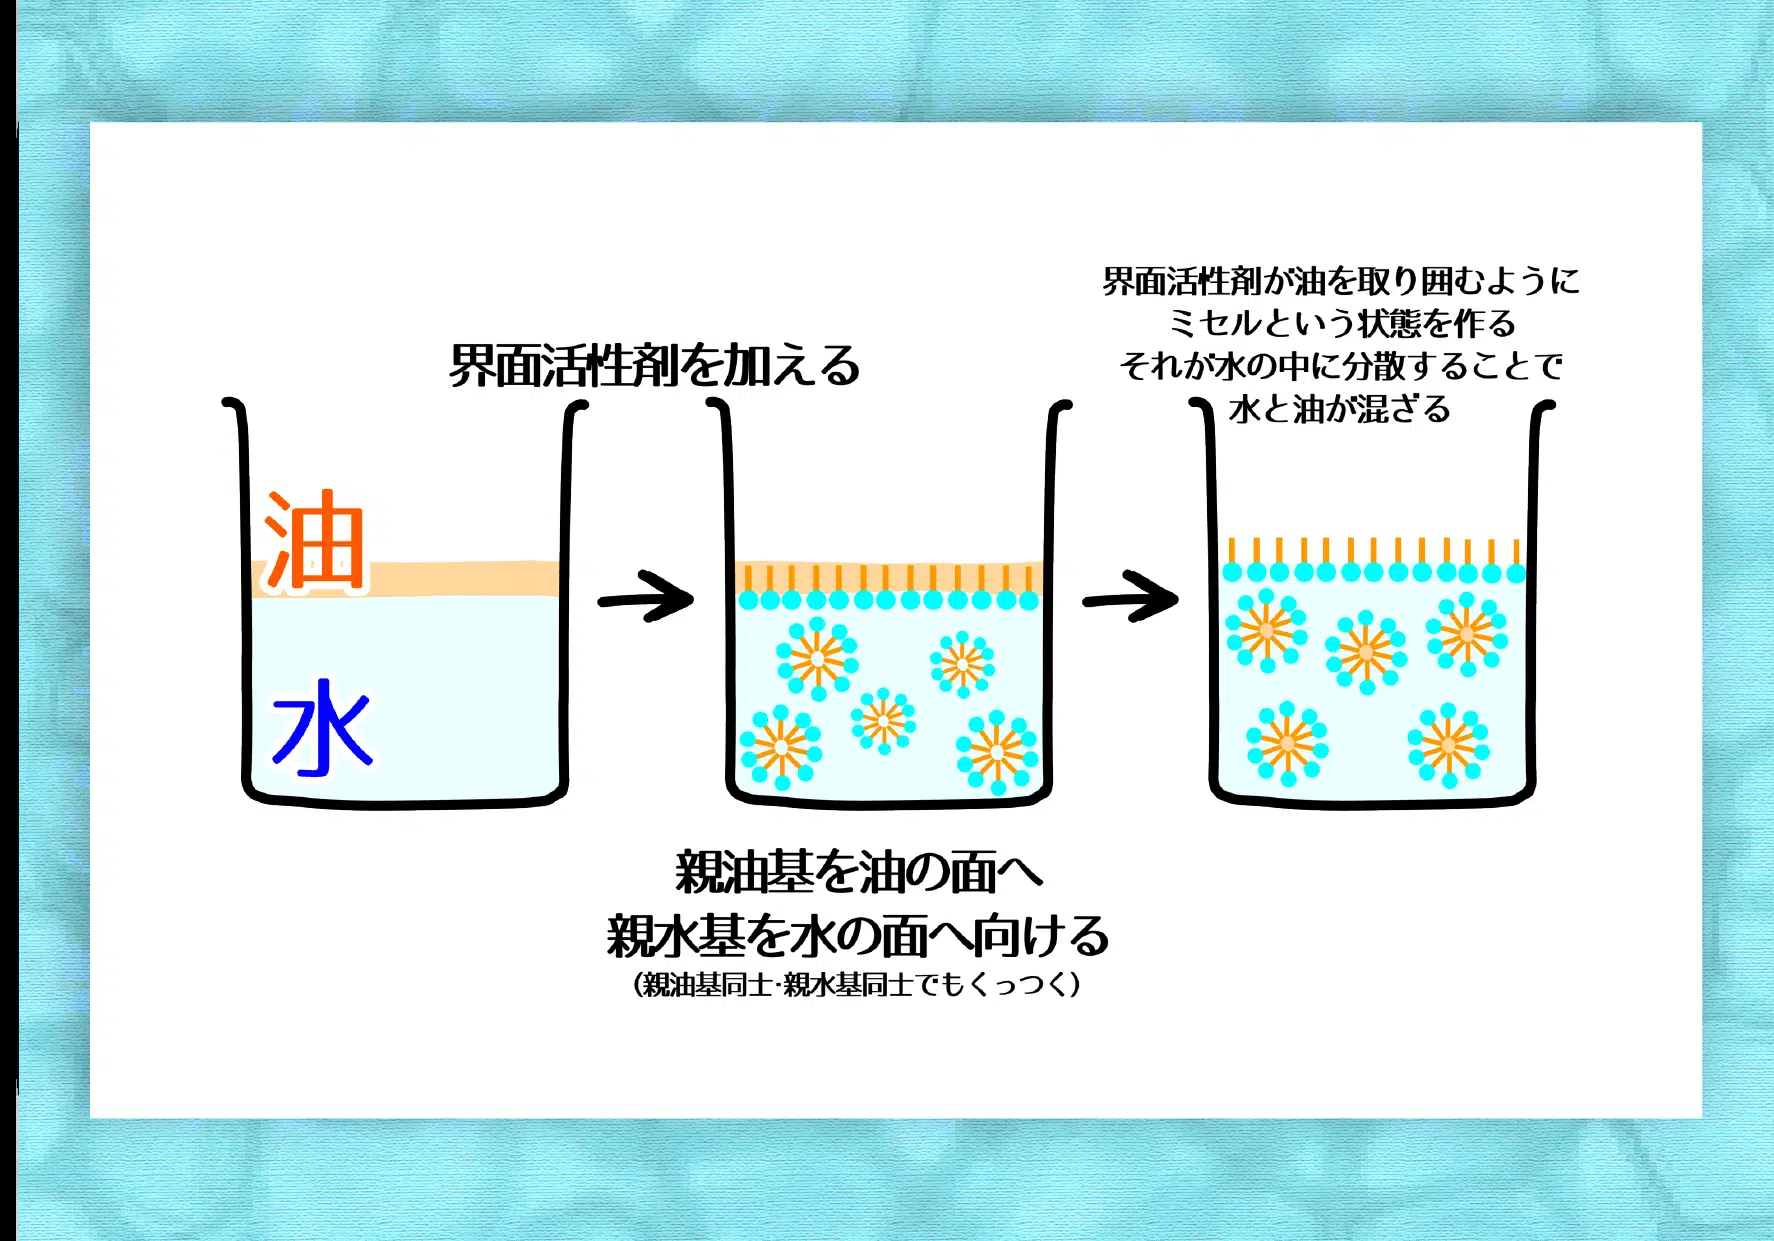 界面活性剤を加える
界面活性剤が油を取り囲むように
ミセルという状態を作る
それが水の中に分散することで
水と油が混ざる
油
水
親油基を油の面へ
親水基を水の面へ向ける
(親油基同士・親水基同士でもくっつく)